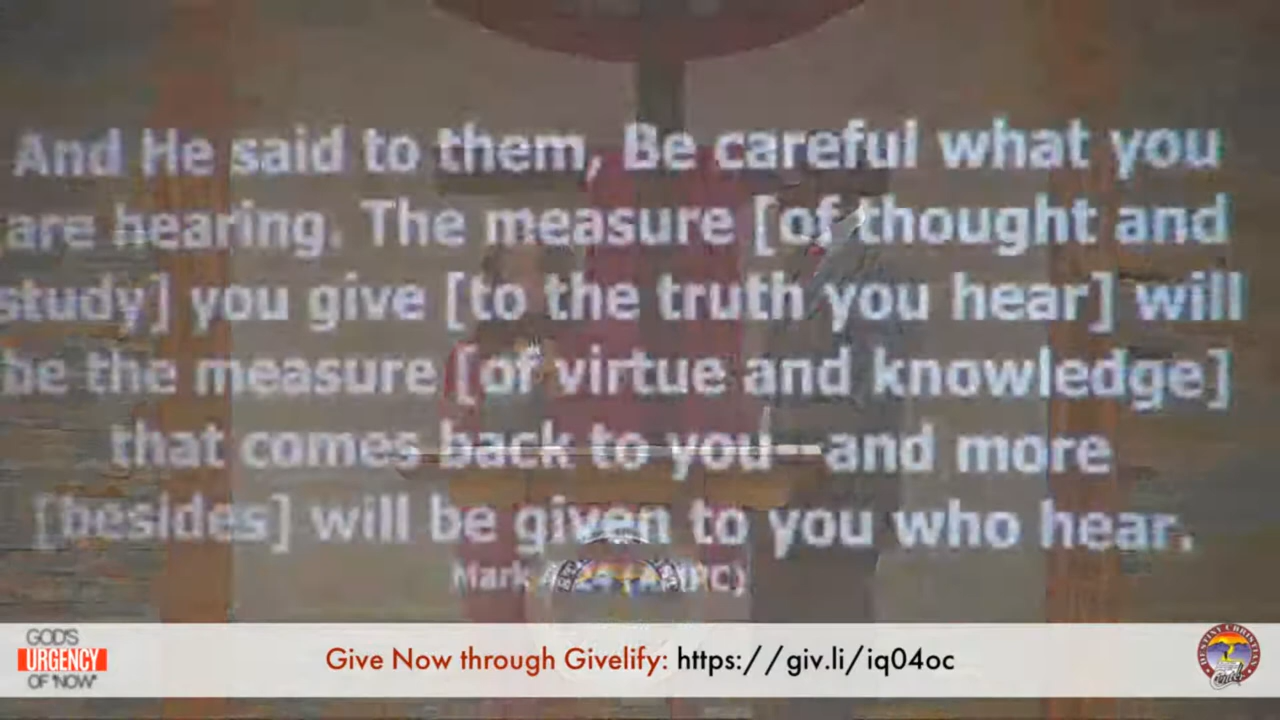 And He said to them, Be careful what you
are hearing. The measure [of thought and
study] you give [to the truth you hear] will
be the measure [of virtue and knowledge]
that comes back to you—and more
[besides] will be given to you who hear.
Mark
GOD'S
URGENCY
OF "NOW"
Give Now through Givelify: https://giv.li/iq04oc
DESTINY CHRISTIAN